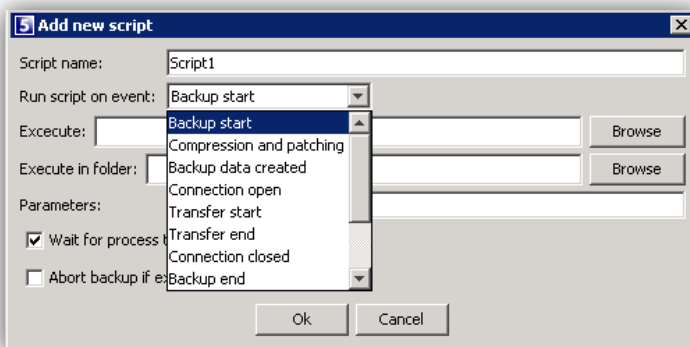 5 Add new script
Script name: Script1
Run script on event: Backup start
Backup start
Excecute: Browse
Compression and patching
Backup data created
Execute in folder: Browse
Connection open
Parameters:
Transfer start
Transfer end
Wait for process
Connection closed
Abort backup if
Backup end
Ok Cancel